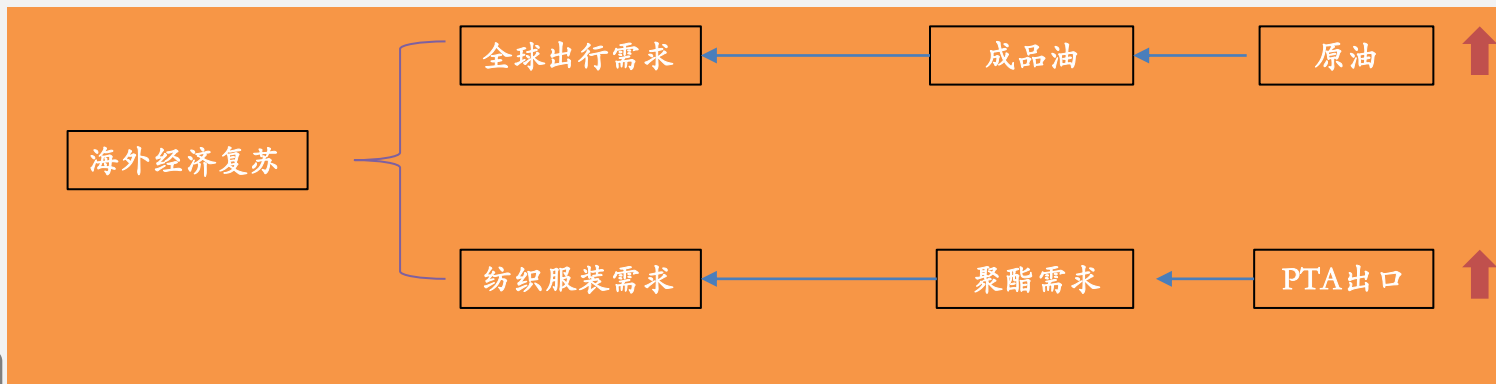 全球出行需求
成品油
原油
海外经济复苏
纺织服装需求
聚酯需求
PTA出口